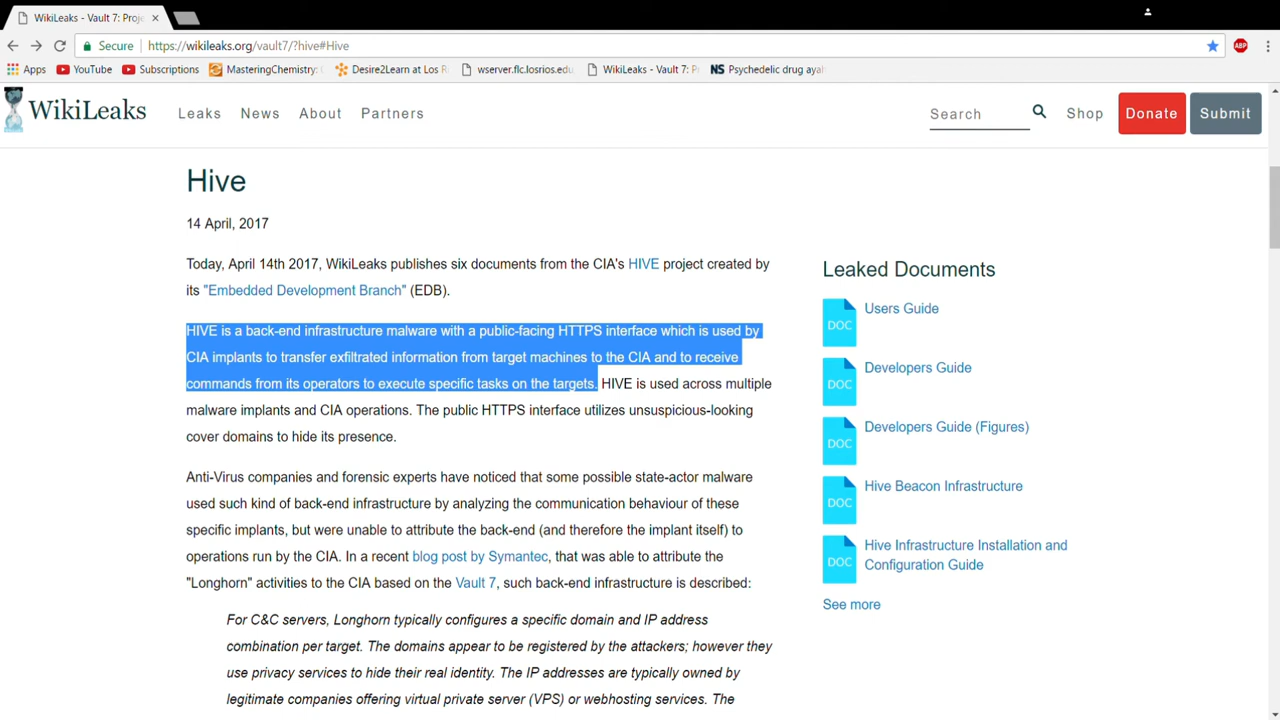 WikiLeaks - Vault 7: Proj
Secure https://wikileaks.org/vault7/?hive#Hive
ABP
Apps YouTube Subscriptions MasteringChemistry: Desire2Learn at Los R wserver.flc.losrios.edu WikiLeaks - Vault 7: P NS Psychedelic drug aya
WikiLeaks Leaks News About Partners Search Shop Donate Submit
Hive
14 April, 2017
Today, April 14th 2017, WikiLeaks publishes six documents from the CIA's HIVE project created by
its "Embedded Development Branch" (EDB).
HIVE is a back-end infrastructure malware with a public-facing HTTPS interface which is used by
CIA implants to transfer exfiltrated information from target machines to the CIA and to receive
commands from its operators to execute specific tasks on the targets. HIVE is used across multiple
malware implants and CIA operations. The public HTTPS interface utilizes unsuspicious-looking
cover domains to hide its presence.
Anti-Virus companies and forensic experts have noticed that some possible state-actor malware
used such kind of back-end infrastructure by analyzing the communication behaviour of these
specific implants, but were unable to attribute the back-end (and therefore the implant itself) to
operations run by the CIA. In a recent blog post by Symantec, that was able to attribute the
"Longhorn" activities to the CIA based on the Vault 7, such back-end infrastructure is described:
For C&C servers, Longhorn typically configures a specific domain and IP address
combination per target. The domains appear to be registered by the attackers; however they
use privacy services to hide their real identity. The IP addresses are typically owned by
legitimate companies offering virtual private server (VPS) or webhosting services. The
Leaked Documents
DOC Users Guide
DOC Developers Guide
DOC Developers Guide (Figures)
DOC Hive Beacon Infrastructure
DOC Hive Infrastructure Installation and
Configuration Guide
See more